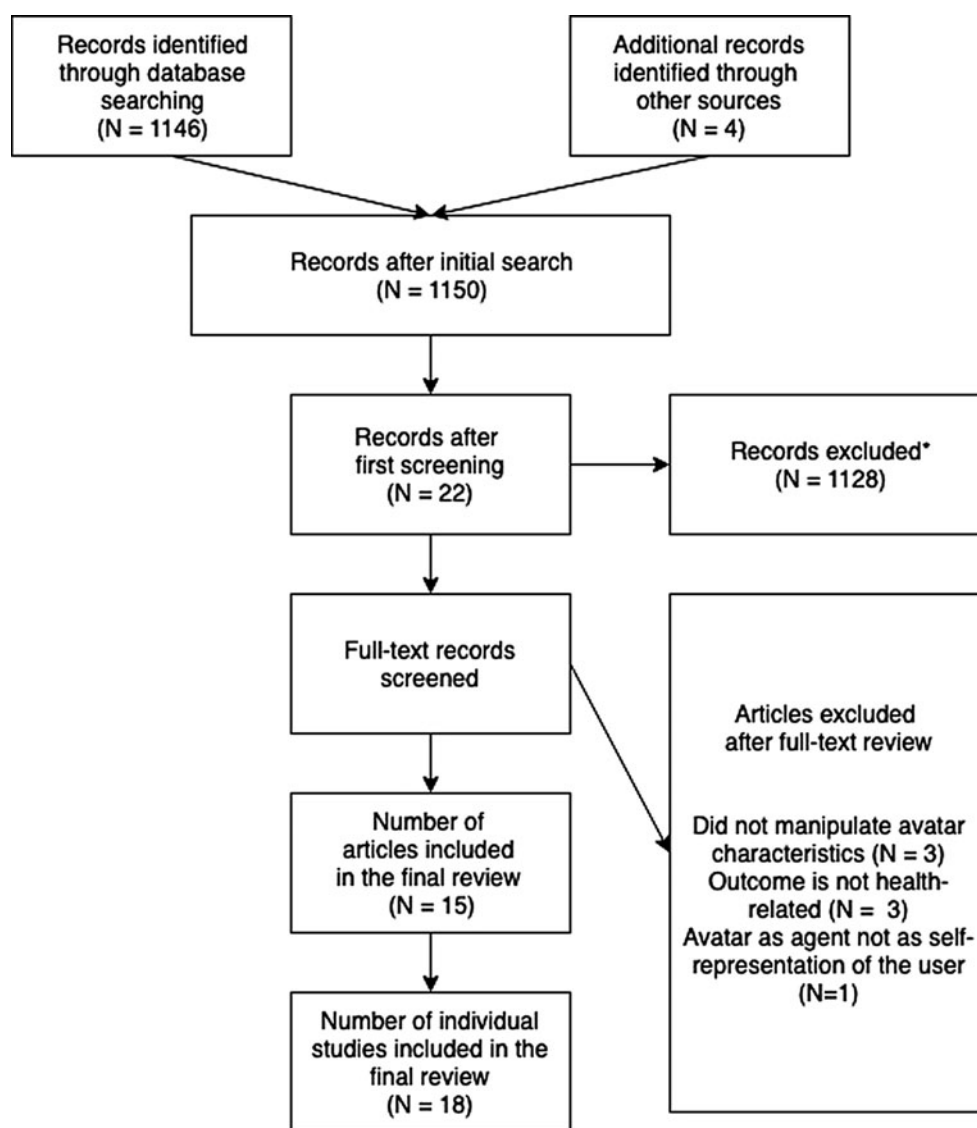 Records identified
through database
searching
(N = 1146)
Additional records
identified through
other sources
(N = 4)
Records after initial search
(N = 1150)
Records after
first screening
(N = 22)
Records excluded*
(N = 1128)
Full-text records
screened
Articles excluded
after full-text review
Did not manipulate avatar
characteristics (N = 3)
Outcome is not health-
related (N = 3)
Avatar as agent not as self-
representation of the user
(N=1)
Number of
articles included
in the final review
(N = 15)
Number of individual
studies included in the
final review
(N = 18)